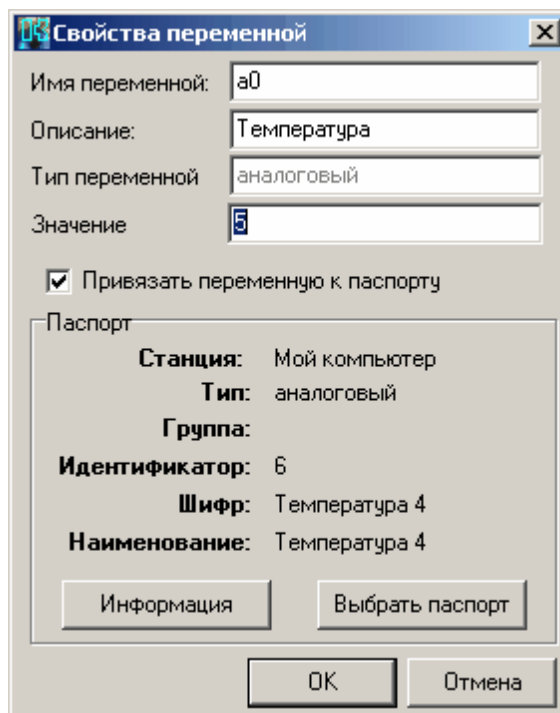 Свойства переменной
Имя переменной: a0
Описание: Температура
Тип переменной аналоговый
Значение 5
Привязать переменную к паспорту
Паспорт
Станция: Мой компьютер
Тип: аналоговый
Группа:
Идентификатор: 6
Шифр: Температура 4
Наименование: Температура 4
Информация Выбрать паспорт
OK Отмена